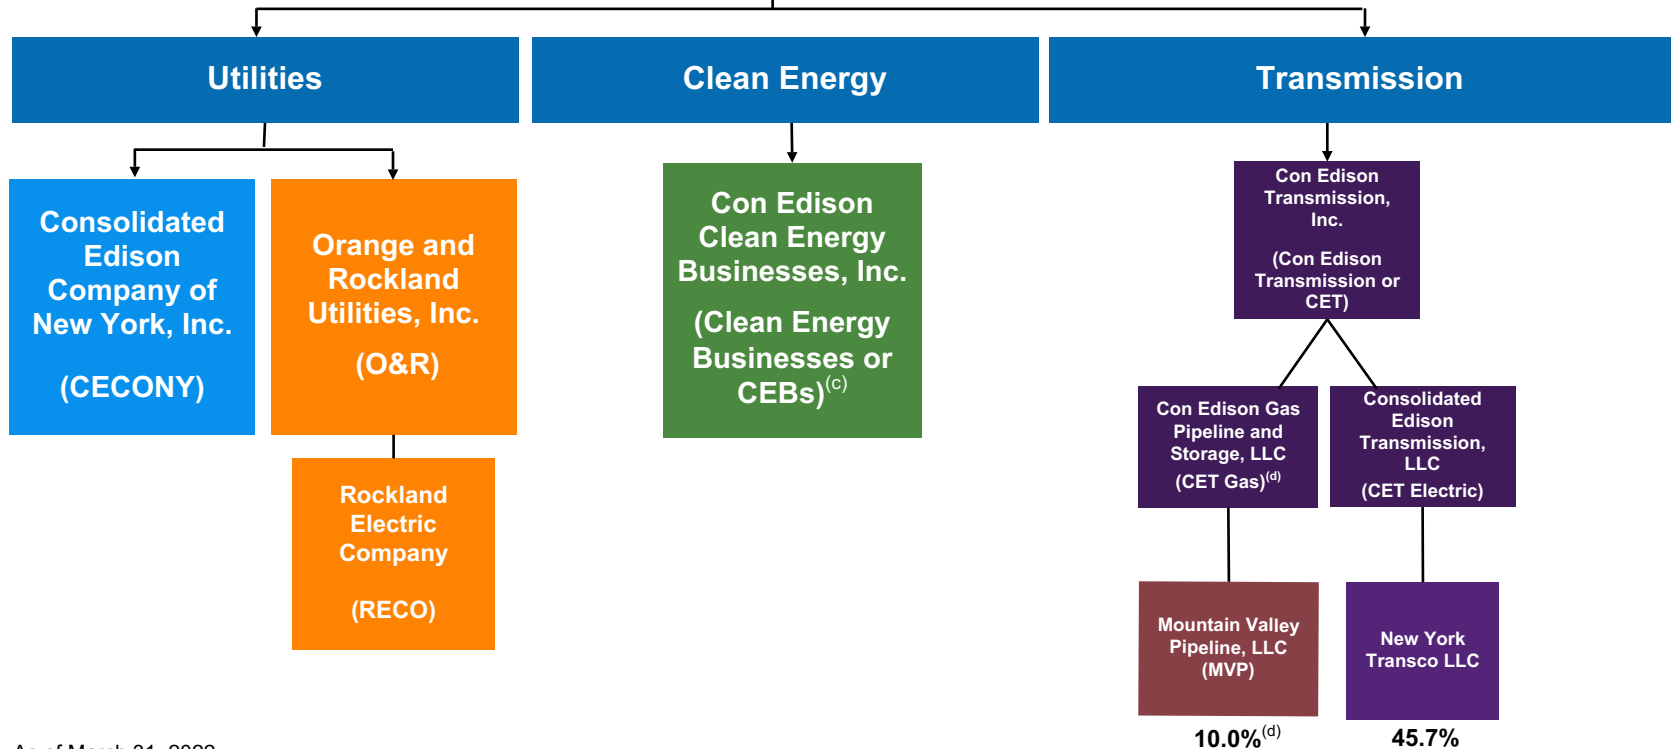 Utilities
Clean Energy
Transmission
Consolidated
Edison
Company of
New York, Inc.
(CECONY)
Orange and
Rockland
Utilities, Inc.
(O&R)
Rockland
Electric
Company
(RECO)
Con Edison
Clean Energy
Businesses, Inc.
(Clean Energy
Businesses or
CEBs)(c)
Con Edison
Transmission,
Inc.
(Con Edison
Transmission or
CET)
Con Edison Gas
Pipeline and
Storage, LLC
(CET Gas)(d)
Consolidated
Edison
Transmission,
LLC
(CET Electric)
Mountain Valley
Pipeline, LLC
(MVP)
10.0%(d)
New York
Transco LLC
45.7%